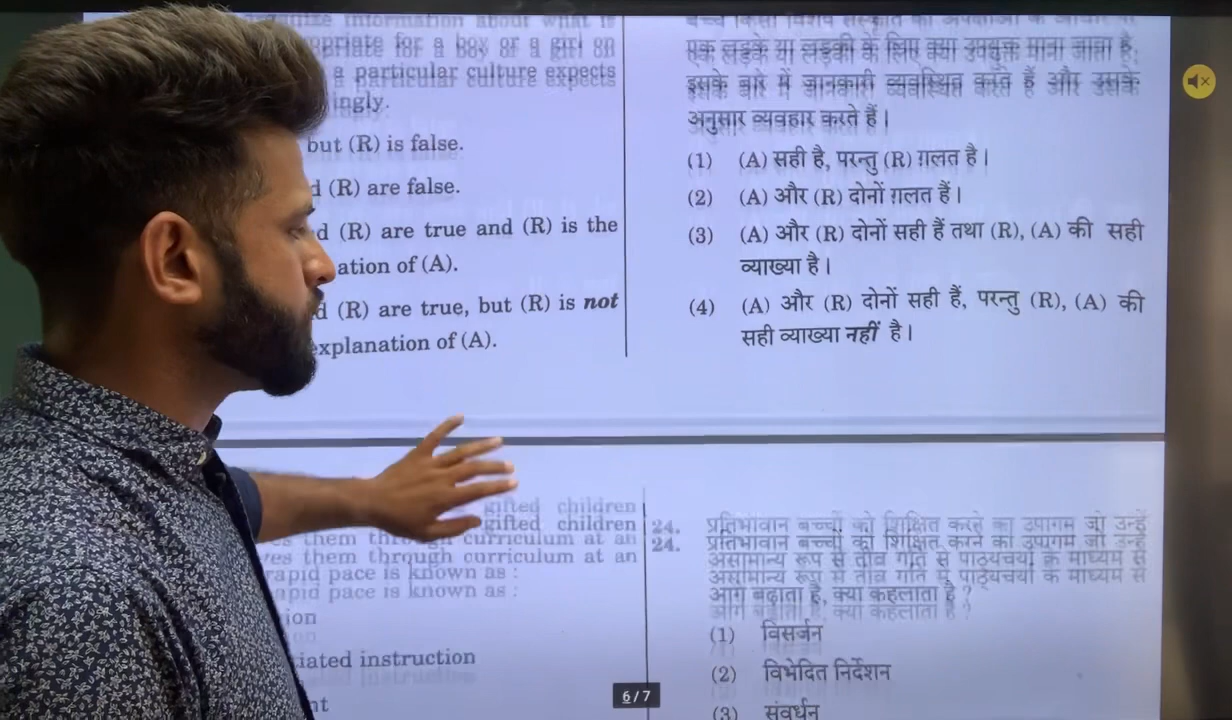 information about what is
for a boy or a girl on
a particular culture expects
ingly.
but (R) is false.
(R) are false.
(R) are true and (R) is the
ation of (A).
(R) are true, but (R) is not
explanation of (A).
एक लड़के या लड़की के लिए क्या उपयुक्त माना जाता है,
इसके बारे में जानकारी व्यवस्थित करते हैं और उसके
अनुसार व्यवहार करते हैं।
(1) (A) सही है, परन्तु (R) ग़लत है।
(2) (A) और (R) दोनों ग़लत हैं।
(3) (A) और (R) दोनों सही हैं तथा (R), (A) की सही
व्याख्या है।
(4) (A) और (R) दोनों सही हैं, परन्तु (R), (A) की
सही व्याख्या नहीं है।
gifted children
them through curriculum at an
rapid pace is known as :
ion
iated instruction
nt
24. प्रतिभावान बच्चों को शिक्षित करने का उपागम जो उन्हें
असामान्य रूप से तीव्र गति से पाठ्यचर्या के माध्यम से
आगे बढ़ाता है, क्या कहलाता है ?
(1) विसर्जन
(2) विभेदित निर्देशन
(3) संवर्धन
6/7